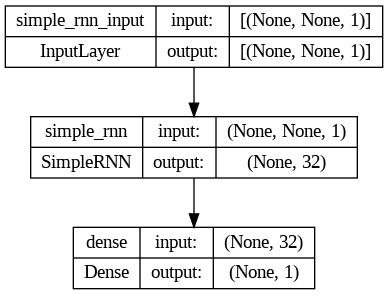 simple_rnn_input input: [(None, None, 1)]
InputLayer output: [(None, None, 1)]
simple_rnn input: (None, None, 1)
SimpleRNN output: (None, 32)
dense input: (None, 32)
Dense output: (None, 1)